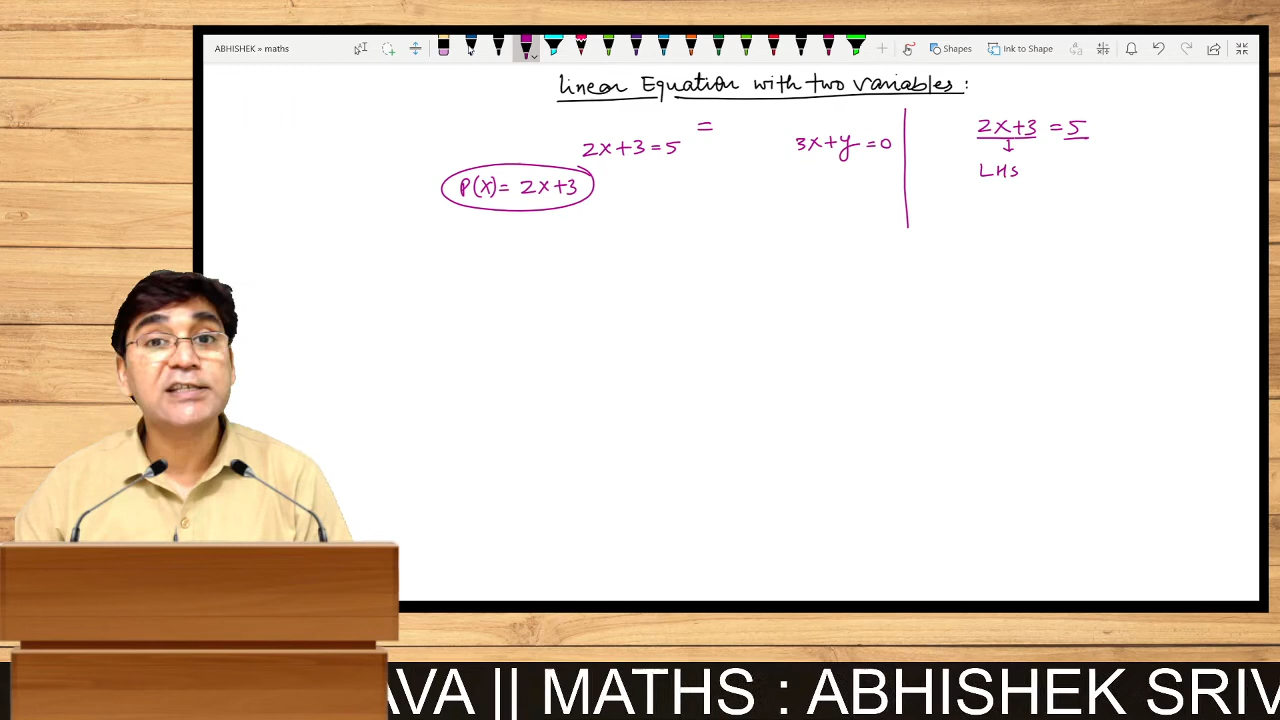 ABHISHEK » maths
Shapes
Ink to Shape
linear Equation with two variables :
=
2x+3=5
3x+y=0
P(x)= 2x+3
2x+3 = 5
↓
LHS
AVA || MATHS : ABHISHEK SRIV